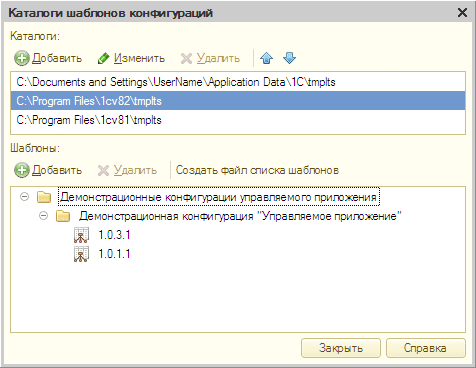 Каталоги шаблонов конфигураций
Каталоги:
Добавить Изменить Удалить
C:\Documents and Settings\UserName\Application Data\1C\tmplts
C:\Program Files\1cv82\tmplts
C:\Program Files\1cv81\tmplts
Шаблоны:
Добавить Удалить Создать файл списка шаблонов
Демонстрационные конфигурации управляемого приложения
Демонстрационная конфигурация "Управляемое приложение"
1.0.3.1
1.0.1.1
Закрыть Справка